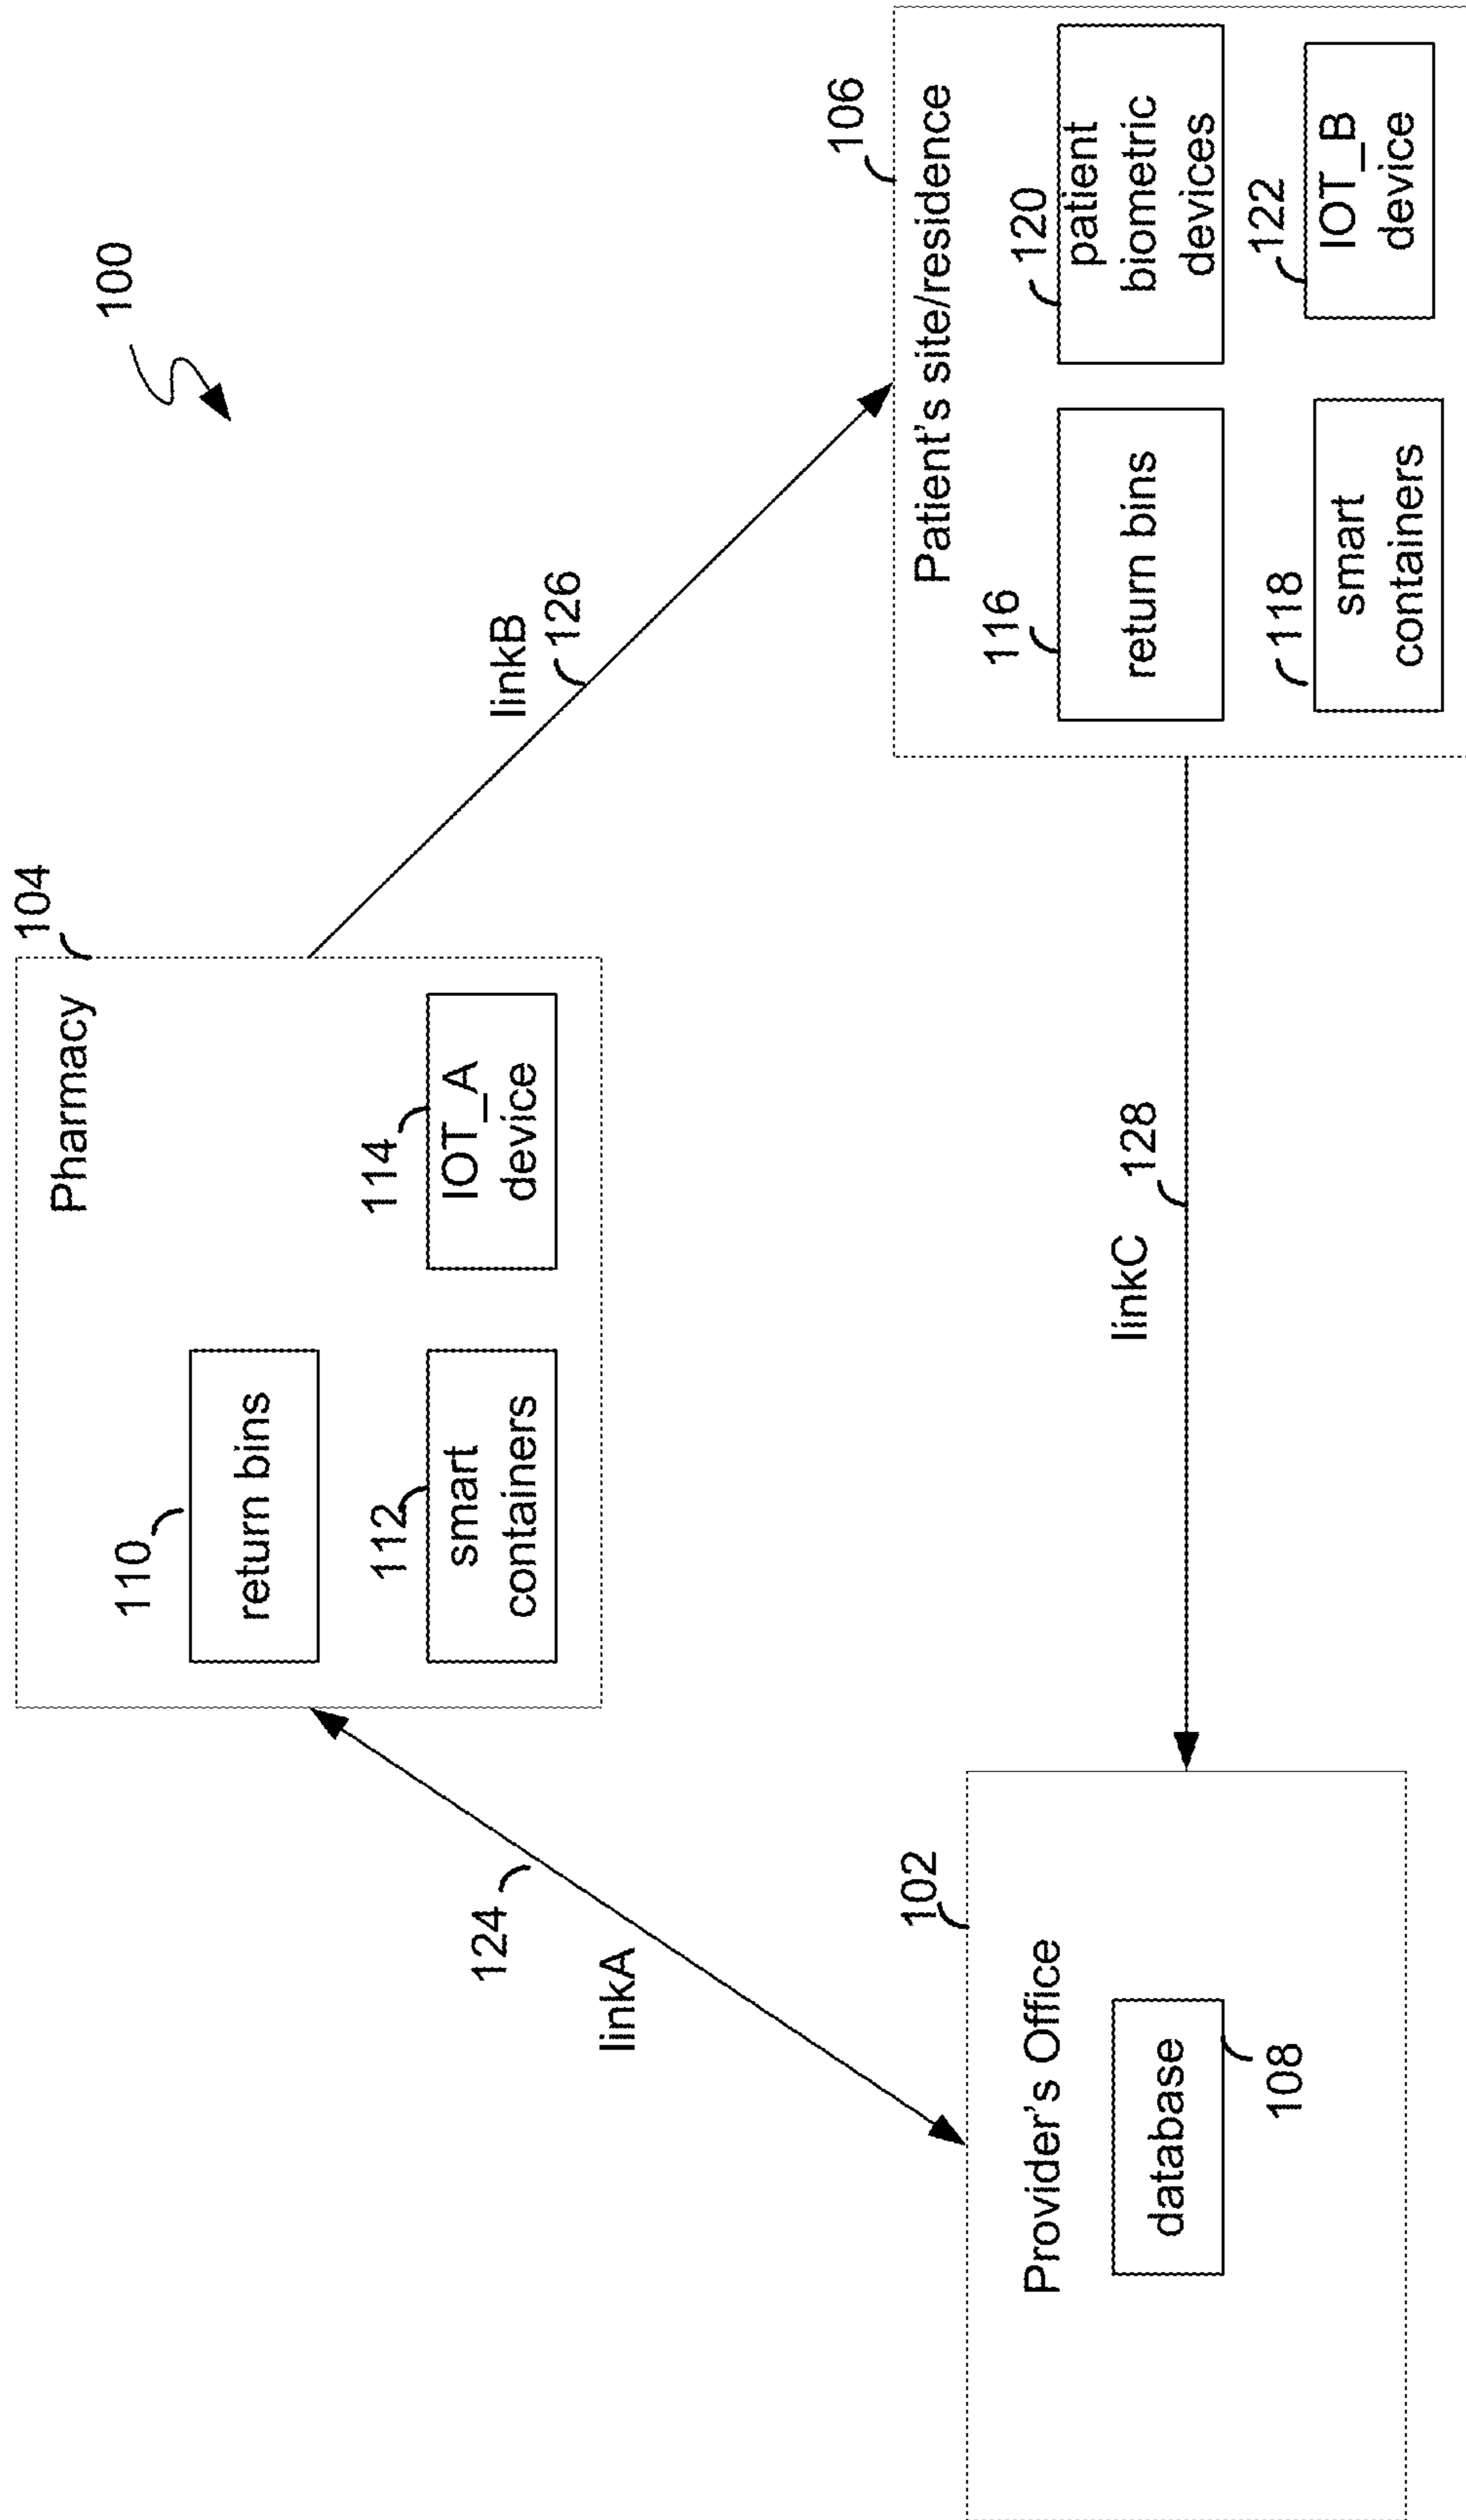 100
104
Pharmacy
110
return bins
112
smart
containers
114
IOT_A
device
124
linkA
linkB
126
106
Patient's site/residence
116
return bins
120
patient
biometric
devices
118
smart
containers
122
IOT_B
device
102
Provider's Office
database
108
linkC
128